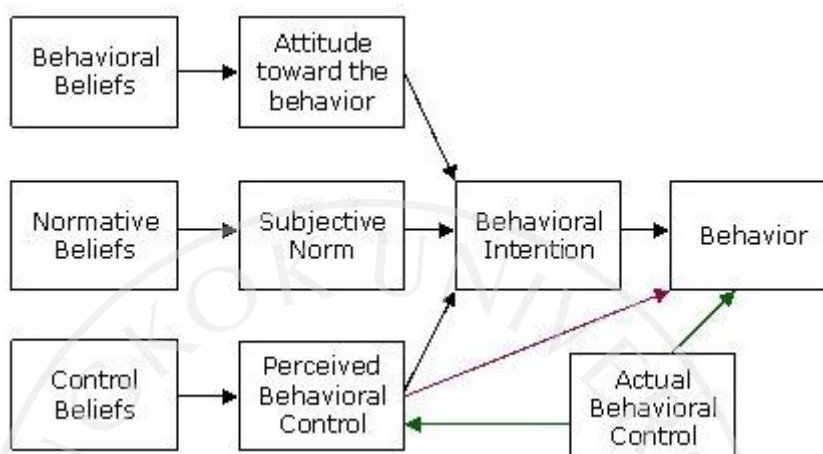 Behavioral
Beliefs
Attitude
toward the
behavior
Normative
Beliefs
Subjective
Norm
Behavioral
Intention
Behavior
Control
Beliefs
Perceived
Behavioral
Control
Actual
Behavioral
Control